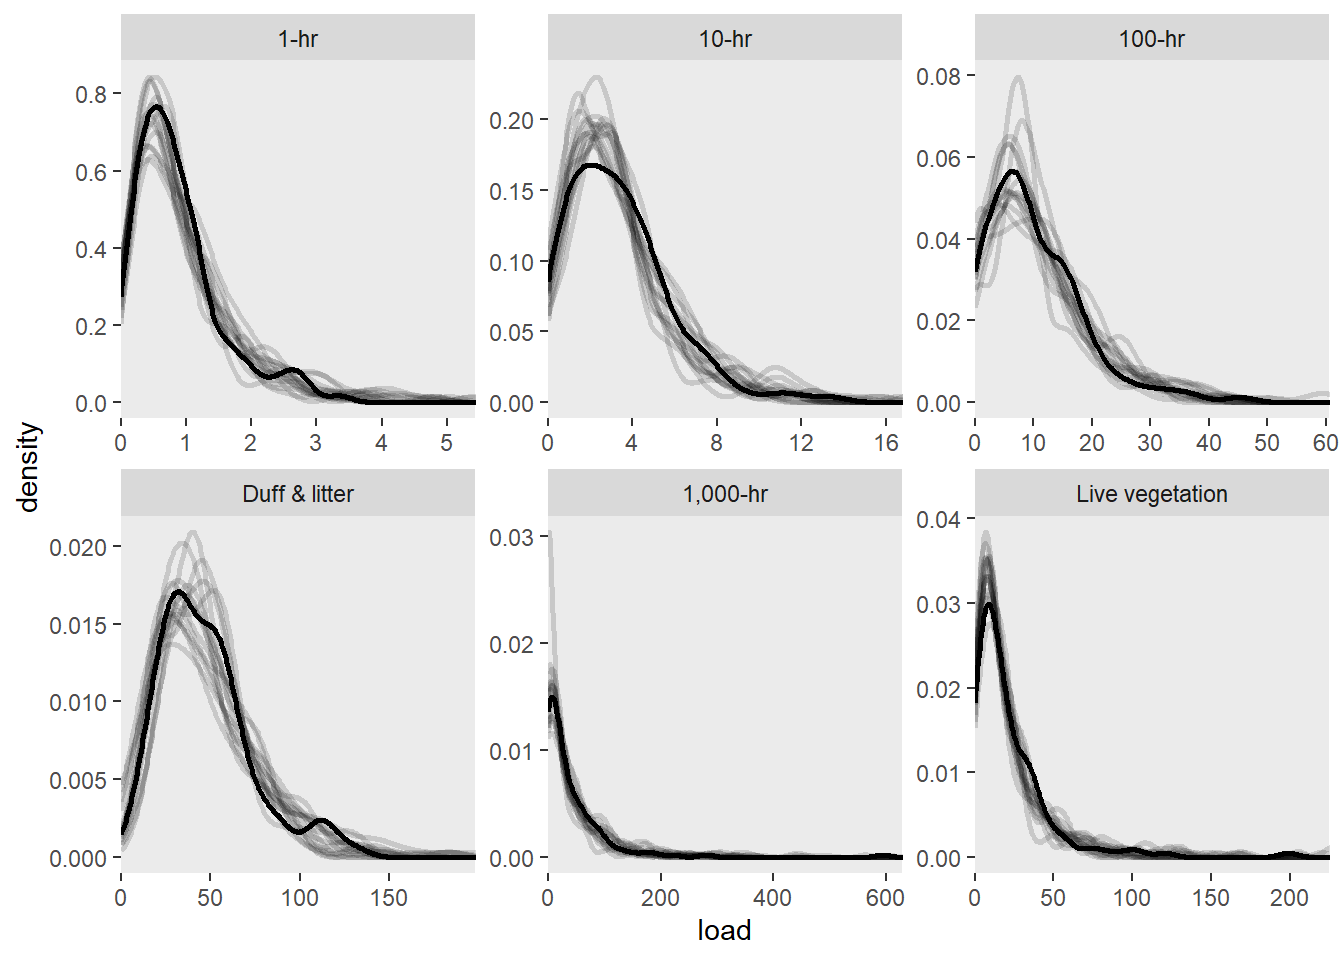 1-hr
10-hr
100-hr
0.8
0.6
0.4
0.2
0.0
0.20
0.15
0.10
0.05
0.00
0.08
0.06
0.04
0.02
0.00
0 1 2 3 4 5
0 4 8 12 16
0 10 20 30 40 50 60
density
Duff & litter
1,000-hr
Live vegetation
0.020
0.015
0.010
0.005
0.000
0.03
0.02
0.01
0.00
0.04
0.03
0.02
0.01
0.00
0 50 100 150
0 200 400 600
0 50 100 150 200
load